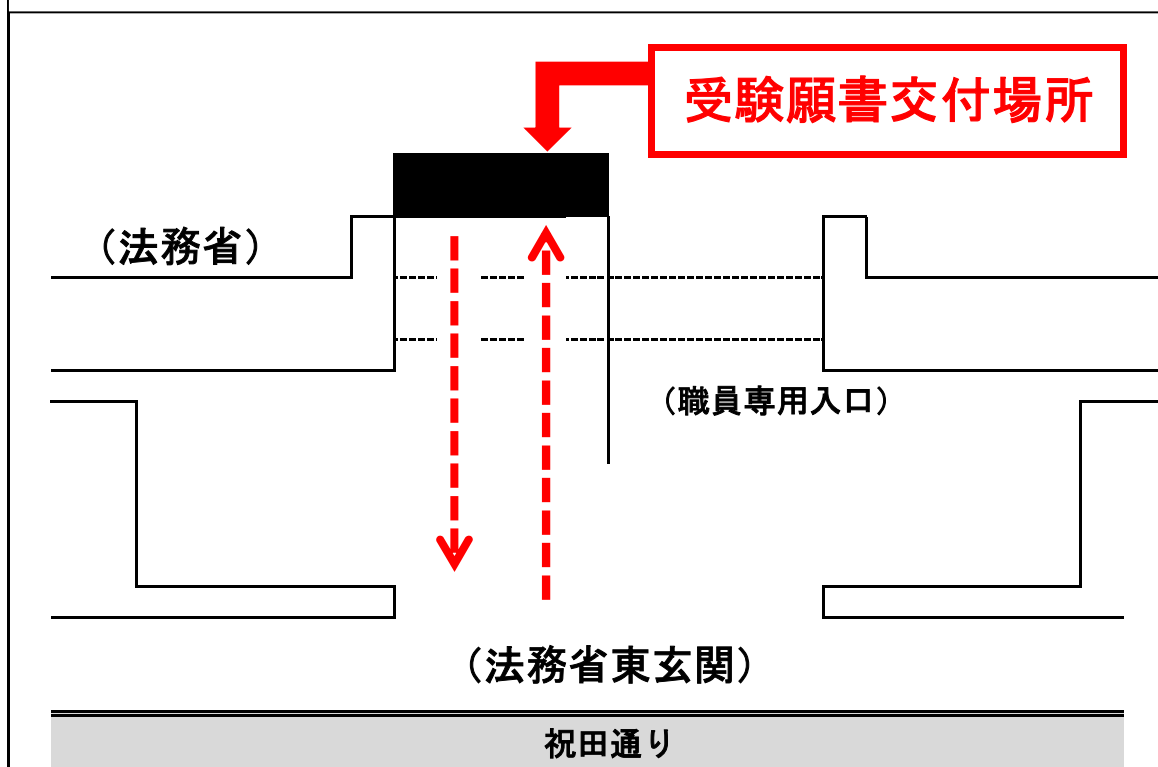 受験願書交付場所
（法務省）
（職員専用入口）
（法務省東玄関）
祝田通り